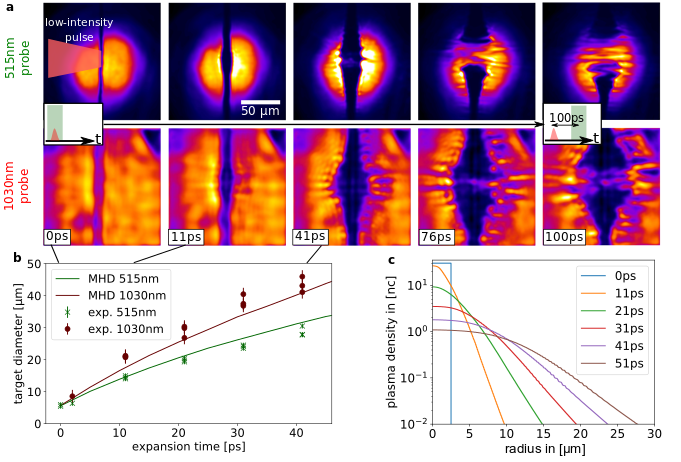 a
low-intensity
pulse
515nm
probe
50 μm
t
100ps
t
1030nm
probe
0ps
11ps
41ps
76ps
100ps
b
target diameter [μm]
50
40
30
20
10
0
MHD 515nm
MHD 1030nm
exp. 515nm
exp. 1030nm
0
10
20
30
40
expansion time [ps]
c
plasma density in [nc]
10¹
10⁰
10⁻¹
10⁻²
0ps
11ps
21ps
31ps
41ps
51ps
0
5
10
15
20
25
30
radius in [μm]